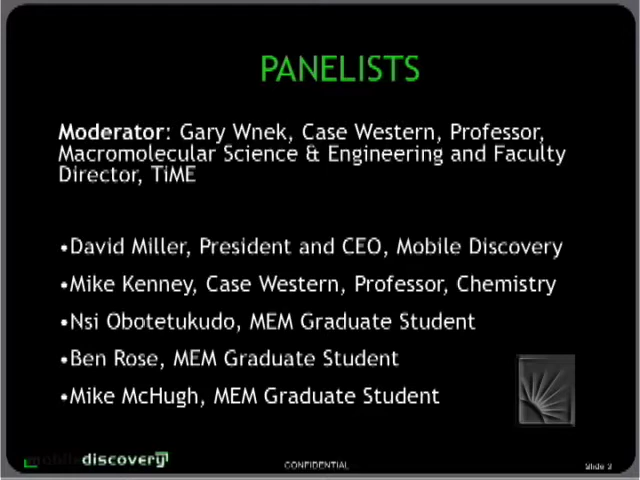 PANELISTS
Moderator: Gary Wnek, Case Western, Professor,
Macromolecular Science & Engineering and Faculty
Director, TiME
•David Miller, President and CEO, Mobile Discovery
•Mike Kenney, Case Western, Professor, Chemistry
•Nsi Obotetukudo, MEM Graduate Student
•Ben Rose, MEM Graduate Student
•Mike McHugh, MEM Graduate Student
mobilediscovery
CONFIDENTIAL
Slide 2